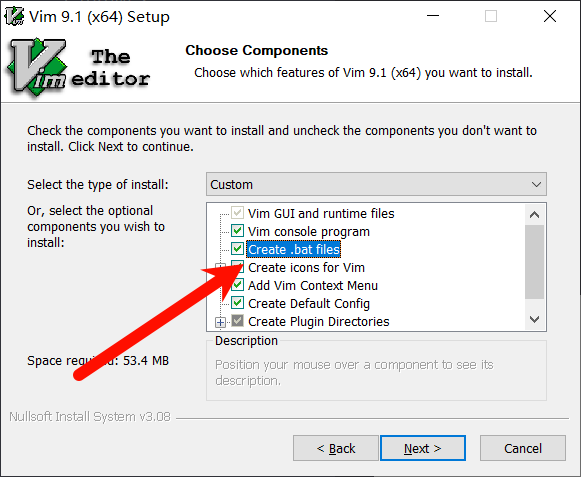 Vim 9.1 (x64) Setup
The
Vim
editor
Choose Components
Choose which features of Vim 9.1 (x64) you want to install.
Check the components you want to install and uncheck the components you don't want to
install. Click Next to continue.
Select the type of install:
Custom
Or, select the optional
components you wish to
install:
Vim GUI and runtime files
Vim console program
Create .bat files
Create icons for Vim
Add Vim Context Menu
Create Default Config
Create Plugin Directories
Space required: 53.4 MB
Description
Position your mouse over a component to see its
description.
Nullsoft Install System v3.08
< Back
Next >
Cancel